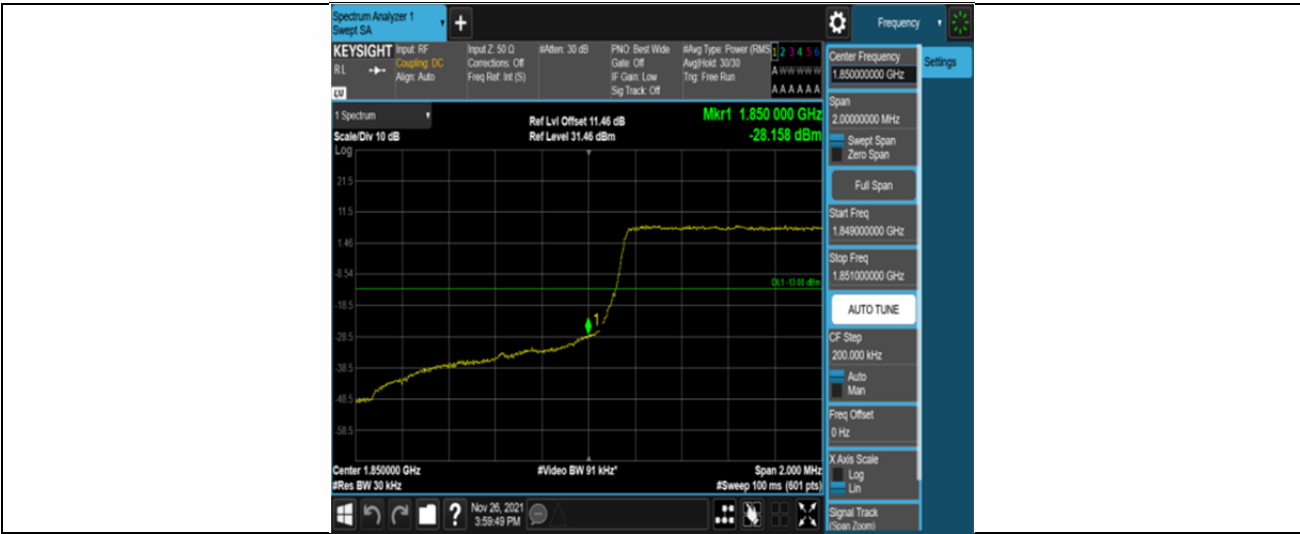 Spectrum Analyzer 1
Swept SA
+
Frequency
KEYSIGHT
RL
LXI
Input: RF
Coupling: DC
Align: Auto
Input Z: 50 Ω
Corrections: Off
Freq Ref: Int (S)
#Atten: 30 dB
PNO: Best Wide
Gate: Off
IF Gain: Low
Sig Track: Off
#Avg Type: Power (RMS
Avg|Hold: 30/30
Trig: Free Run
1 2 3 4 5 6
A W W W W W
A A A A A A
1 Spectrum
Scale/Div 10 dB
Log
Ref Lvl Offset 11.46 dB
Ref Level 31.46 dBm
Mkr1 1.850 000 GHz
-28.158 dBm
21.5
11.5
1.46
-8.54
-18.5
-28.5
-38.5
-48.5
-58.5
DL1 -13.00 dBm
1
Center 1.850000 GHz
#Res BW 30 kHz
#Video BW 91 kHz*
Span 2.000 MHz
#Sweep 100 ms (601 pts)
Center Frequency
1.850000000 GHz
Settings
Span
2.00000000 MHz
Swept Span
Zero Span
Full Span
Start Freq
1.849000000 GHz
Stop Freq
1.851000000 GHz
AUTO TUNE
CF Step
200.000 kHz
Auto
Man
Freq Offset
0 Hz
X Axis Scale
Log
Lin
Signal Track
(Span Zoom)
?
Nov 26, 2021
3:59:49 PM